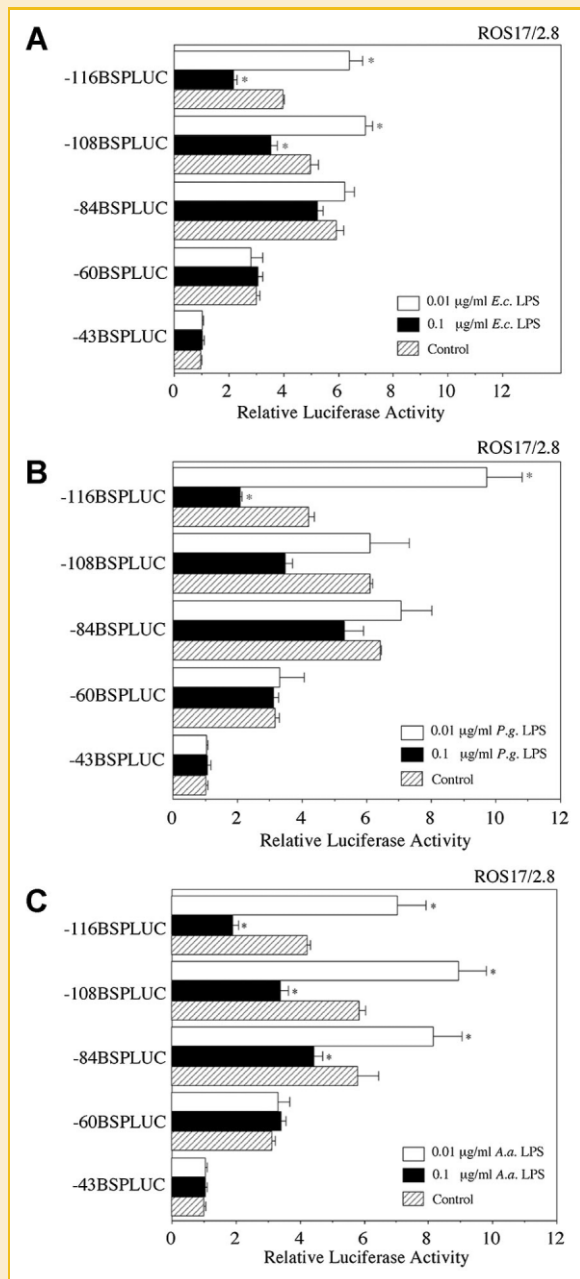 A
ROS17/2.8
-116BSPLUC
-108BSPLUC
-84BSPLUC
-60BSPLUC
-43BSPLUC
*
*
*
*
0.01 μg/ml E.c. LPS
0.1 μg/ml E.c. LPS
Control
0 2 4 6 8 10 12
Relative Luciferase Activity
B
ROS17/2.8
-116BSPLUC
-108BSPLUC
-84BSPLUC
-60BSPLUC
-43BSPLUC
*
*
0.01 μg/ml P.g. LPS
0.1 μg/ml P.g. LPS
Control
0 2 4 6 8 10 12
Relative Luciferase Activity
C
ROS17/2.8
-116BSPLUC
-108BSPLUC
-84BSPLUC
-60BSPLUC
-43BSPLUC
*
*
*
*
*
*
0.01 μg/ml A.a. LPS
0.1 μg/ml A.a. LPS
Control
0 2 4 6 8 10 12
Relative Luciferase Activity